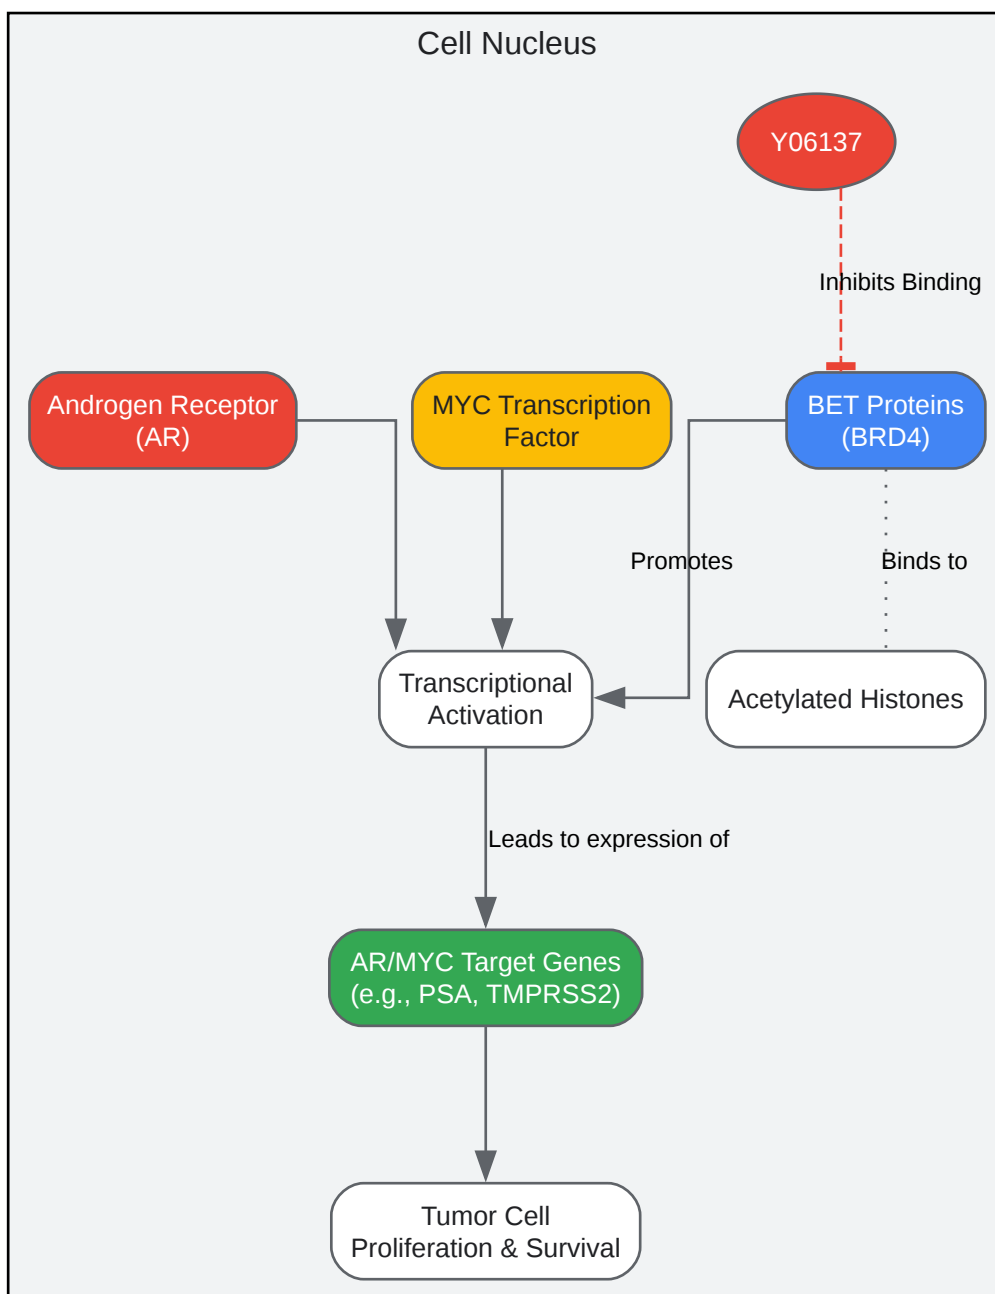 Cell Nucleus
Y06137
Inhibits Binding
Androgen Receptor
(AR)
MYC Transcription
Factor
BET Proteins
(BRD4)
Promotes
Binds to
Transcriptional
Activation
Acetylated Histones
Leads to expression of
AR/MYC Target Genes
(e.g., PSA, TMPRSS2)
Tumor Cell
Proliferation & Survival